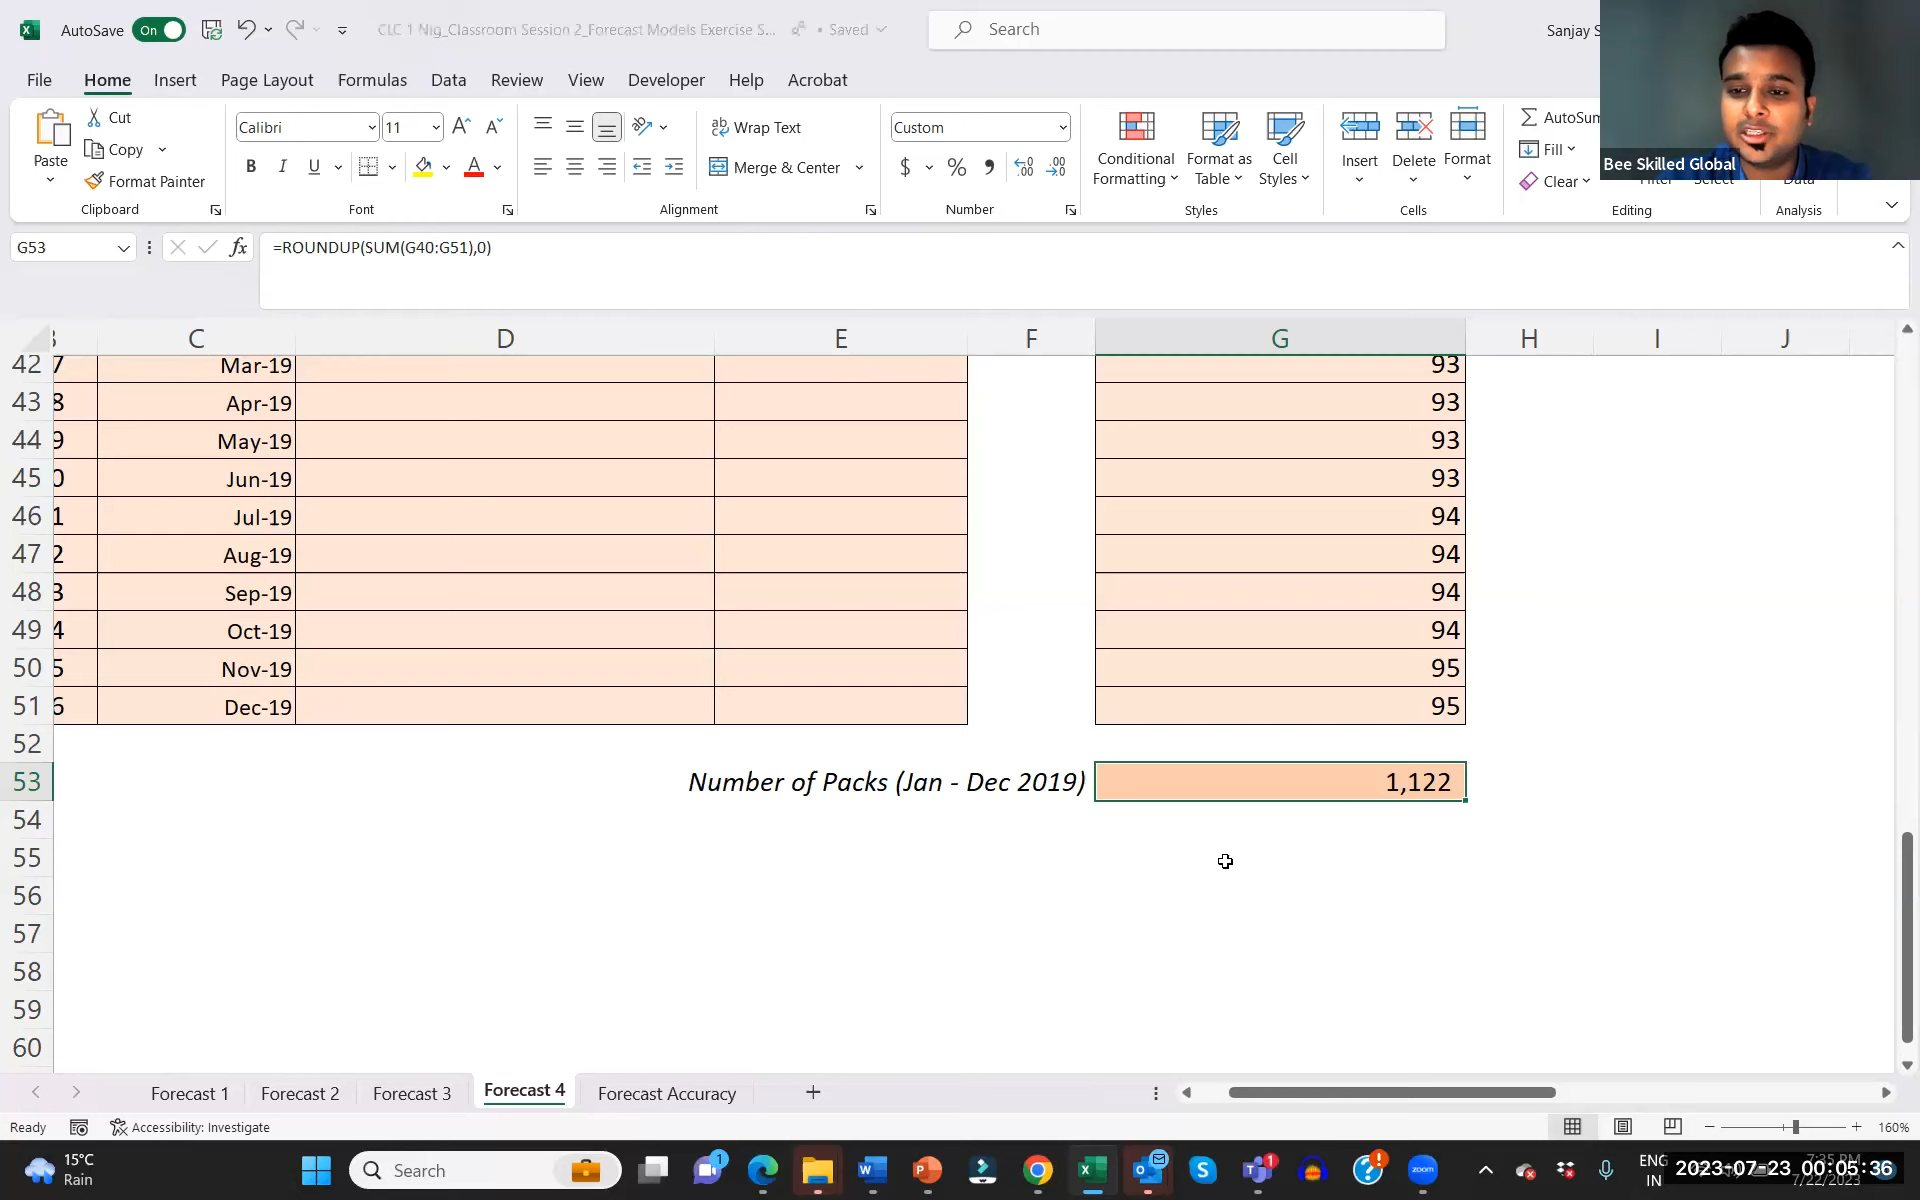 AutoSave On
CLC 1 Nig_Classroom Session 2_Forecast Models Exercise S... • Saved
Search
Sanjay S
File Home Insert Page Layout Formulas Data Review View Developer Help Acrobat
Paste
Cut
Copy
Format Painter
Clipboard
Calibri 11
B I U
Font
Wrap Text
Merge & Center
Alignment
Custom
$ % 9
Number
Conditional Formatting
Format as Table
Cell Styles
Styles
Insert Delete Format
Cells
AutoSum
Fill
Clear
Editing
Analysis
Bee Skilled Global
G53 fx =ROUNDUP(SUM(G40:G51),0)
C D E F G H I J
42 7 Mar-19 93
43 8 Apr-19 93
44 9 May-19 93
45 0 Jun-19 93
46 1 Jul-19 94
47 2 Aug-19 94
48 3 Sep-19 94
49 4 Oct-19 94
50 5 Nov-19 95
51 6 Dec-19 95
52
53 Number of Packs (Jan - Dec 2019) 1,122
54
55
56
57
58
59
60
Forecast 1 Forecast 2 Forecast 3 Forecast 4 Forecast Accuracy +
Ready Accessibility: Investigate 160%
15°C
Rain
Search
zoom
ENG
IN
2023-07-23 00:05:36
7/22/2023